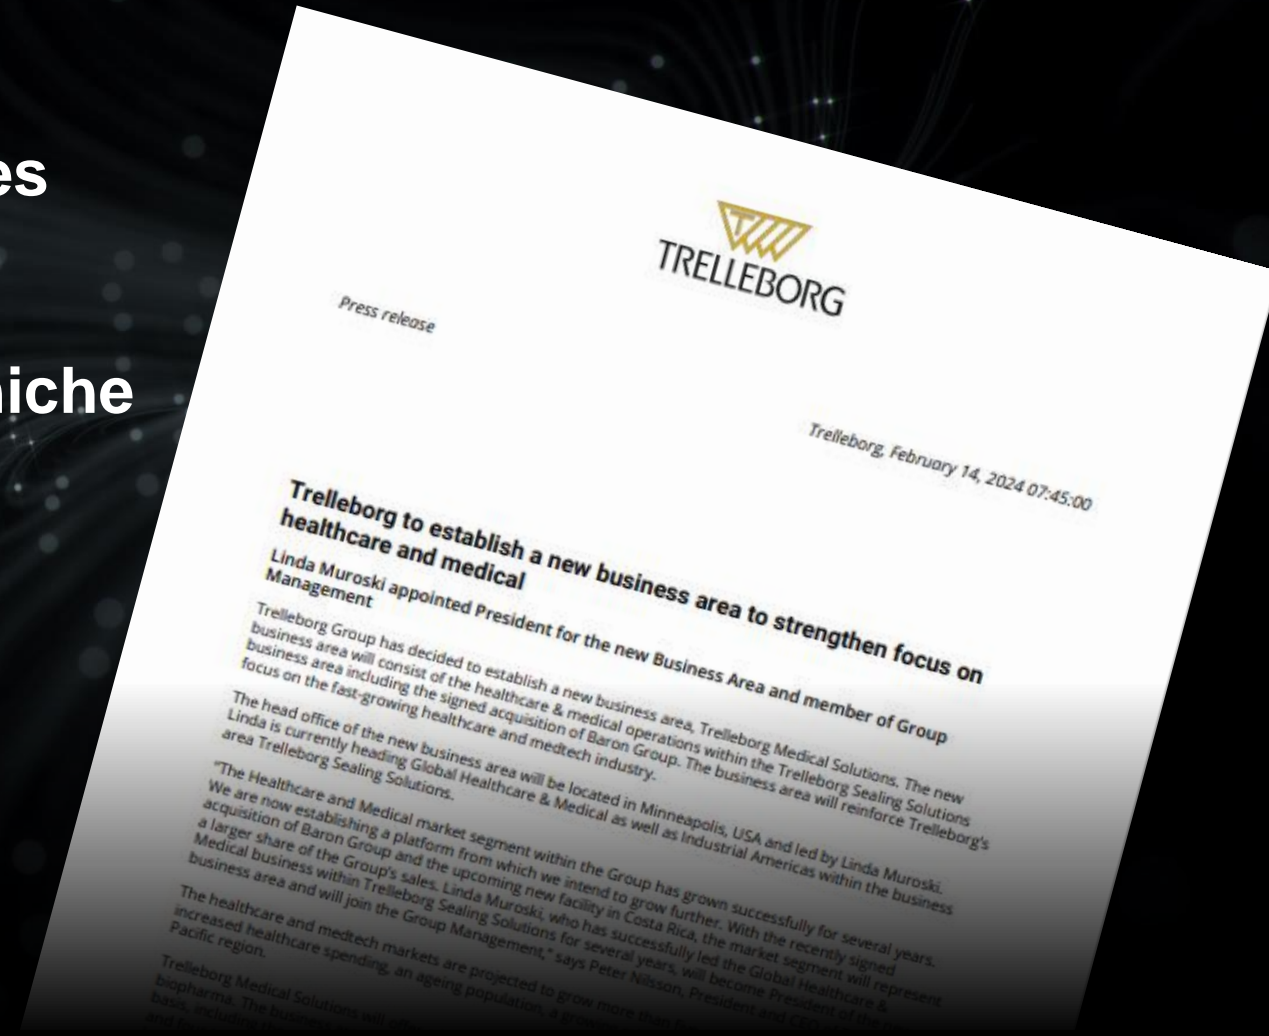 es
niche
TRELLEBORG
Press release
Trelleborg, February 14, 2024 07:45:00
Trelleborg to establish a new business area to strengthen focus on
healthcare and medical
Linda Muroski appointed President for the new Business Area and member of Group
Management
Trelleborg Group has decided to establish a new business area, Trelleborg Medical Solutions. The new
business area will consist of the healthcare & medical operations within the Trelleborg Sealing Solutions
business area including the signed acquisition of Baron Group. The business area will reinforce Trelleborg's
focus on the fast-growing healthcare and medtech industry.
The head office of the new business area will be located in Minneapolis, USA and led by Linda Muroski.
Linda is currently heading Global Healthcare & Medical as well as Industrial Americas within the business
area Trelleborg Sealing Solutions.
"The Healthcare and Medical market segment within the Group has grown successfully for several years.
We are now establishing a platform from which we intend to grow further. With the recently signed
acquisition of Baron Group and the upcoming new facility in Costa Rica, the market segment will represent
a larger share of the Group's sales. Linda Muroski, who has successfully led the Global Healthcare &
Medical business within Trelleborg Sealing Solutions for several years, will become President of the new
business area and will join the Group Management," says Peter Nilsson, President and CEO
The healthcare and medtech markets are projected to grow more than
increased healthcare spending, an ageing population, a growing
Pacific region.
Trelleborg Medical Solutions will
biopharma. The business
basis, including the
and